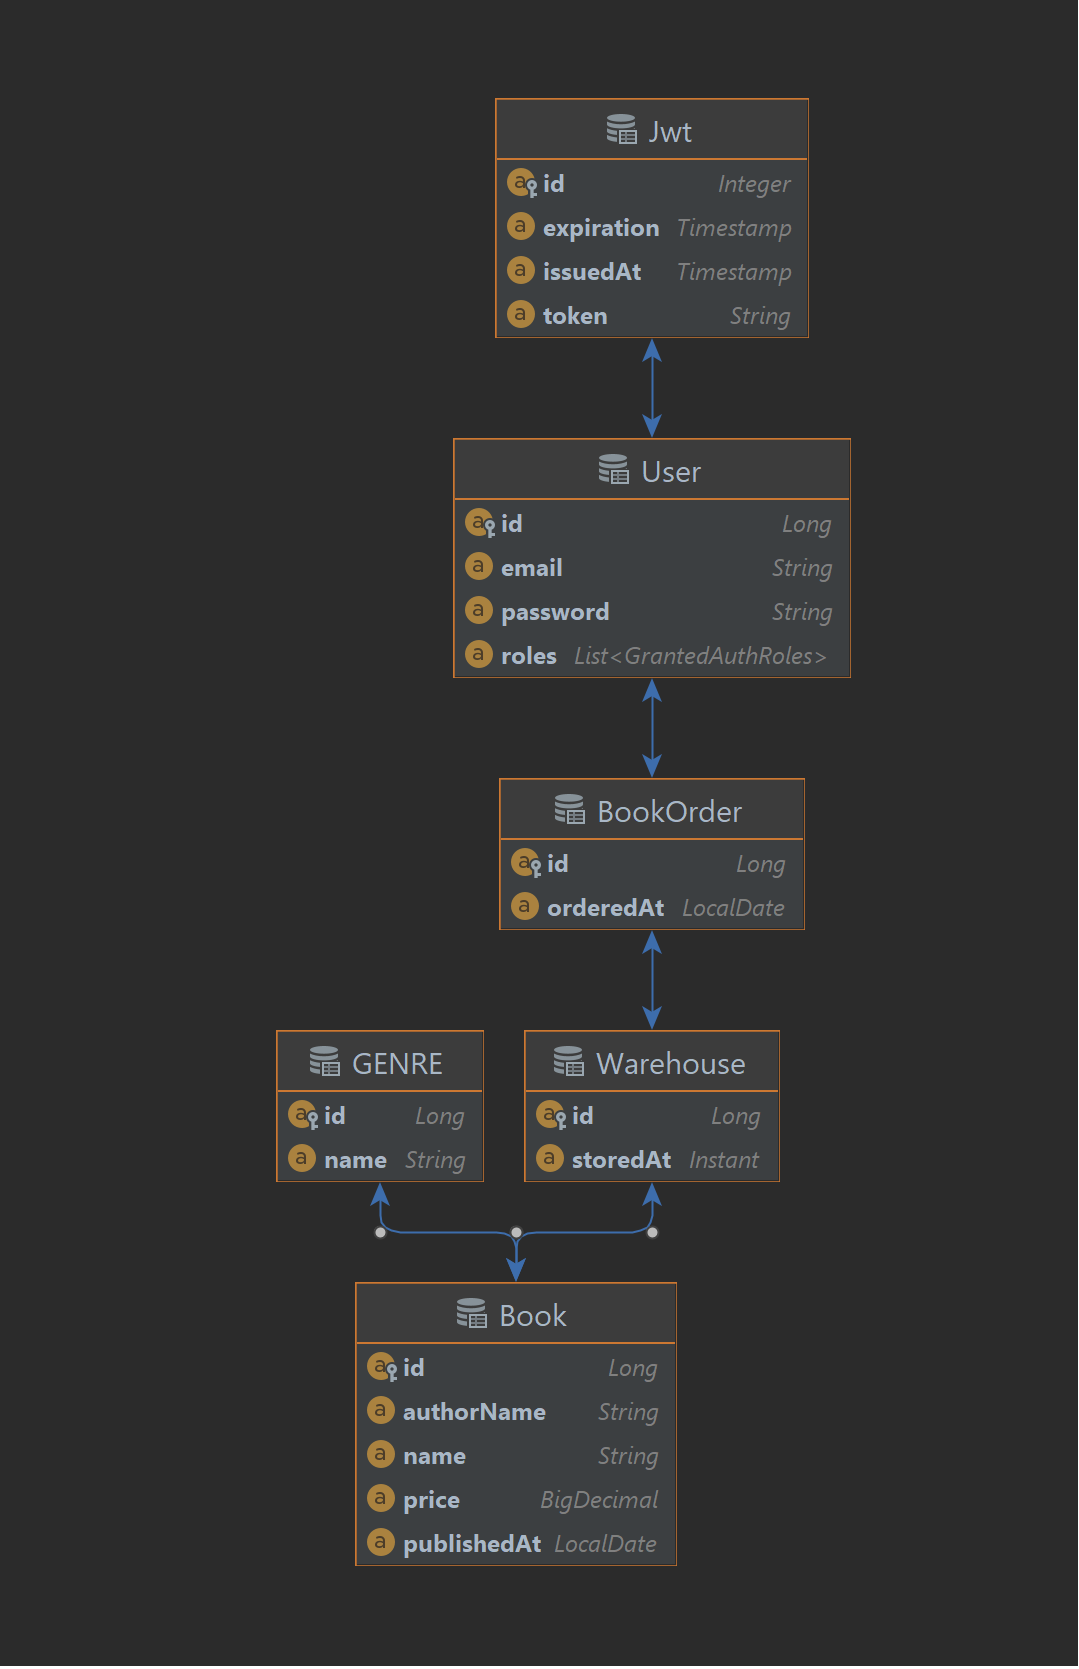 Jwt
id Integer
expiration Timestamp
issuedAt Timestamp
token String
User
id Long
email String
password String
roles List<GrantedAuthRoles>
BookOrder
id Long
orderedAt LocalDate
GENRE
id Long
name String
Warehouse
id Long
storedAt Instant
Book
id Long
authorName String
name String
price BigDecimal
publishedAt LocalDate